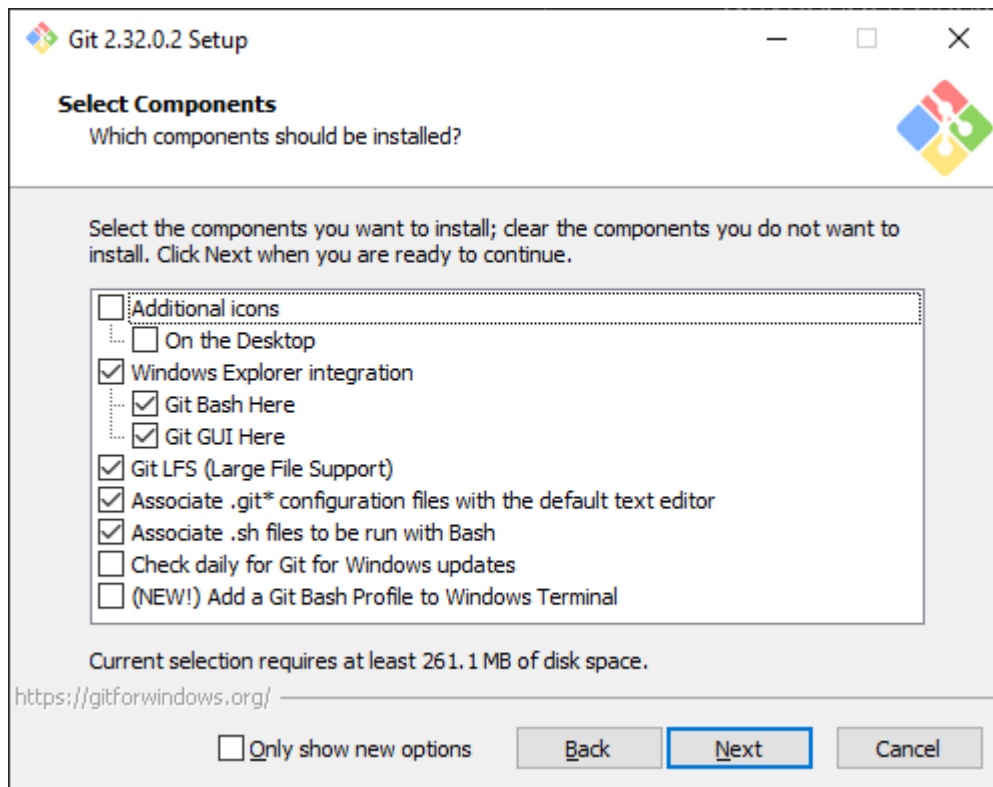 Git 2.32.0.2 Setup
Select Components
Which components should be installed?
Select the components you want to install; clear the components you do not want to
install. Click Next when you are ready to continue.
Additional icons
On the Desktop
Windows Explorer integration
Git Bash Here
Git GUI Here
Git LFS (Large File Support)
Associate .git* configuration files with the default text editor
Associate .sh files to be run with Bash
Check daily for Git for Windows updates
(NEW!) Add a Git Bash Profile to Windows Terminal
Current selection requires at least 261.1 MB of disk space.
https://gitforwindows.org/
Only show new options
Back
Next
Cancel